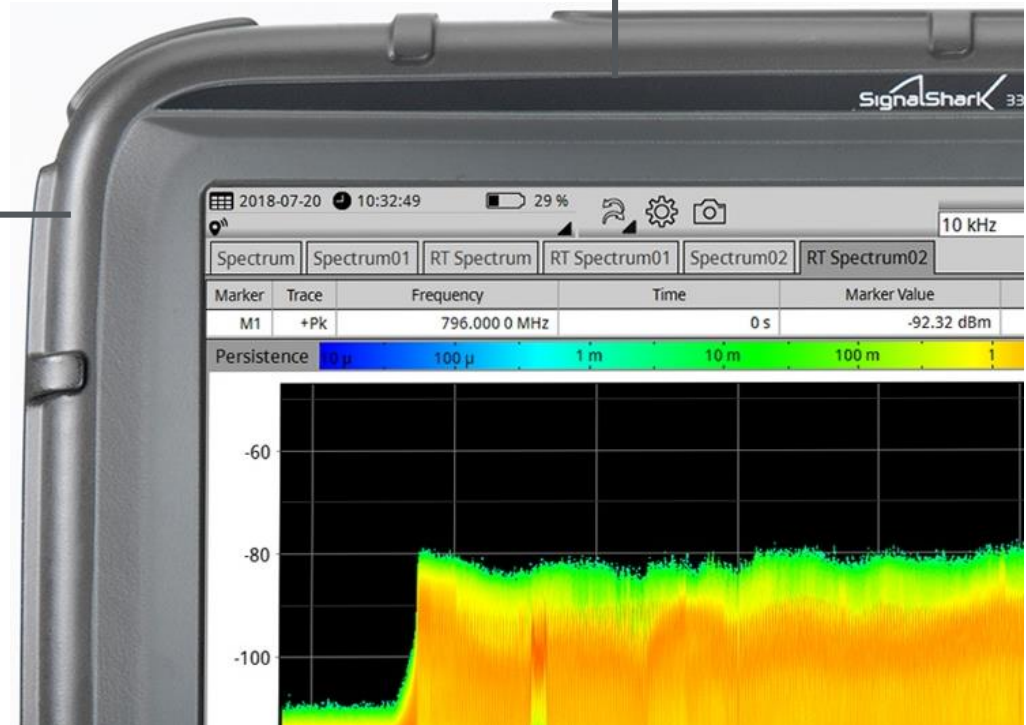 SignalShark 33
2018-07-20 10:32:49 29 %
10 kHz
Spectrum Spectrum01 RT Spectrum RT Spectrum01 Spectrum02 RT Spectrum02
Marker Trace Frequency Time Marker Value
M1 +Pk 796.000 0 MHz 0 s -92.32 dBm
Persistence 10 µ 100 µ 1 m 10 m 100 m 1
-60
-80
-100